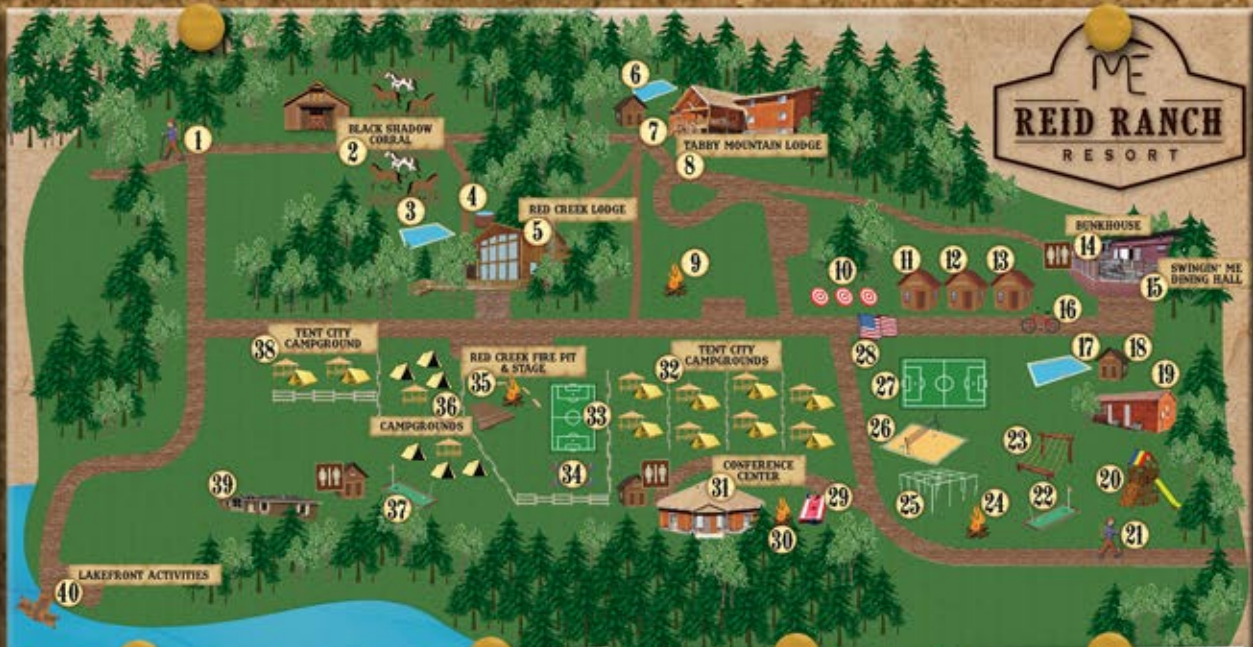 ME
REID RANCH
RESORT
6
1
BLACK SHADOW
CORRAL
2
7
TABBY MOUNTAIN LODGE
8
3
4
RED CREEK LODGE
5
9
10
11
12
13
BUNKHOUSE
14
SWINGIN' ME
DINING HALL
15
16
TENT CITY
CAMPGROUND
38
RED CREEK FIRE PIT
& STAGE
35
TENT CITY
CAMPGROUNDS
32
28
17
18
27
19
36
CAMPGROUNDS
33
26
23
39
37
34
CONFERENCE
CENTER
31
29
30
25
24
22
20
21
LAKEFRONT ACTIVITIES
40